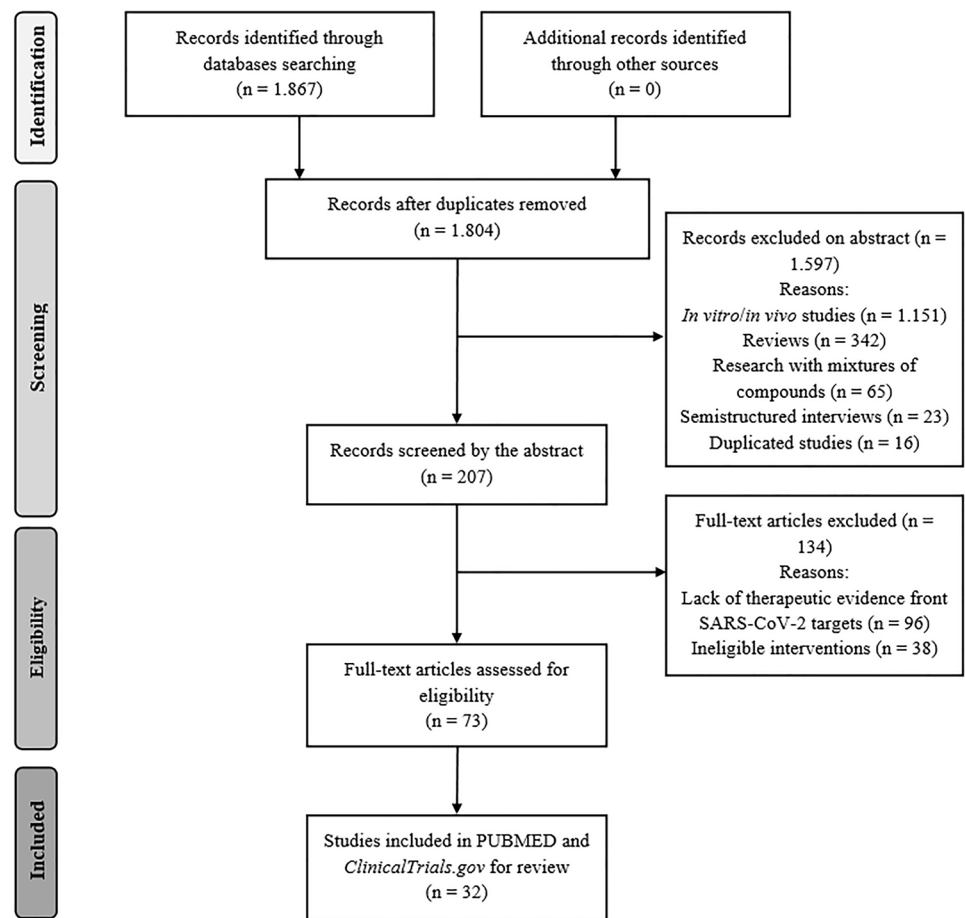 Identification
Records identified through
databases searching
(n = 1.867)
Additional records identified
through other sources
(n = 0)
Screening
Records after duplicates removed
(n = 1.804)
Records excluded on abstract (n =
1.597)
Reasons:
In vitro/in vivo studies (n = 1.151)
Reviews (n = 342)
Research with mixtures of
compounds (n = 65)
Semistructured interviews (n = 23)
Duplicated studies (n = 16)
Records screened by the abstract
(n = 207)
Eligibility
Full-text articles excluded (n =
134)
Reasons:
Lack of therapeutic evidence front
SARS-CoV-2 targets (n = 96)
Ineligible interventions (n = 38)
Full-text articles assessed for
eligibility
(n = 73)
Included
Studies included in PUBMED and
ClinicalTrials.gov for review
(n = 32)